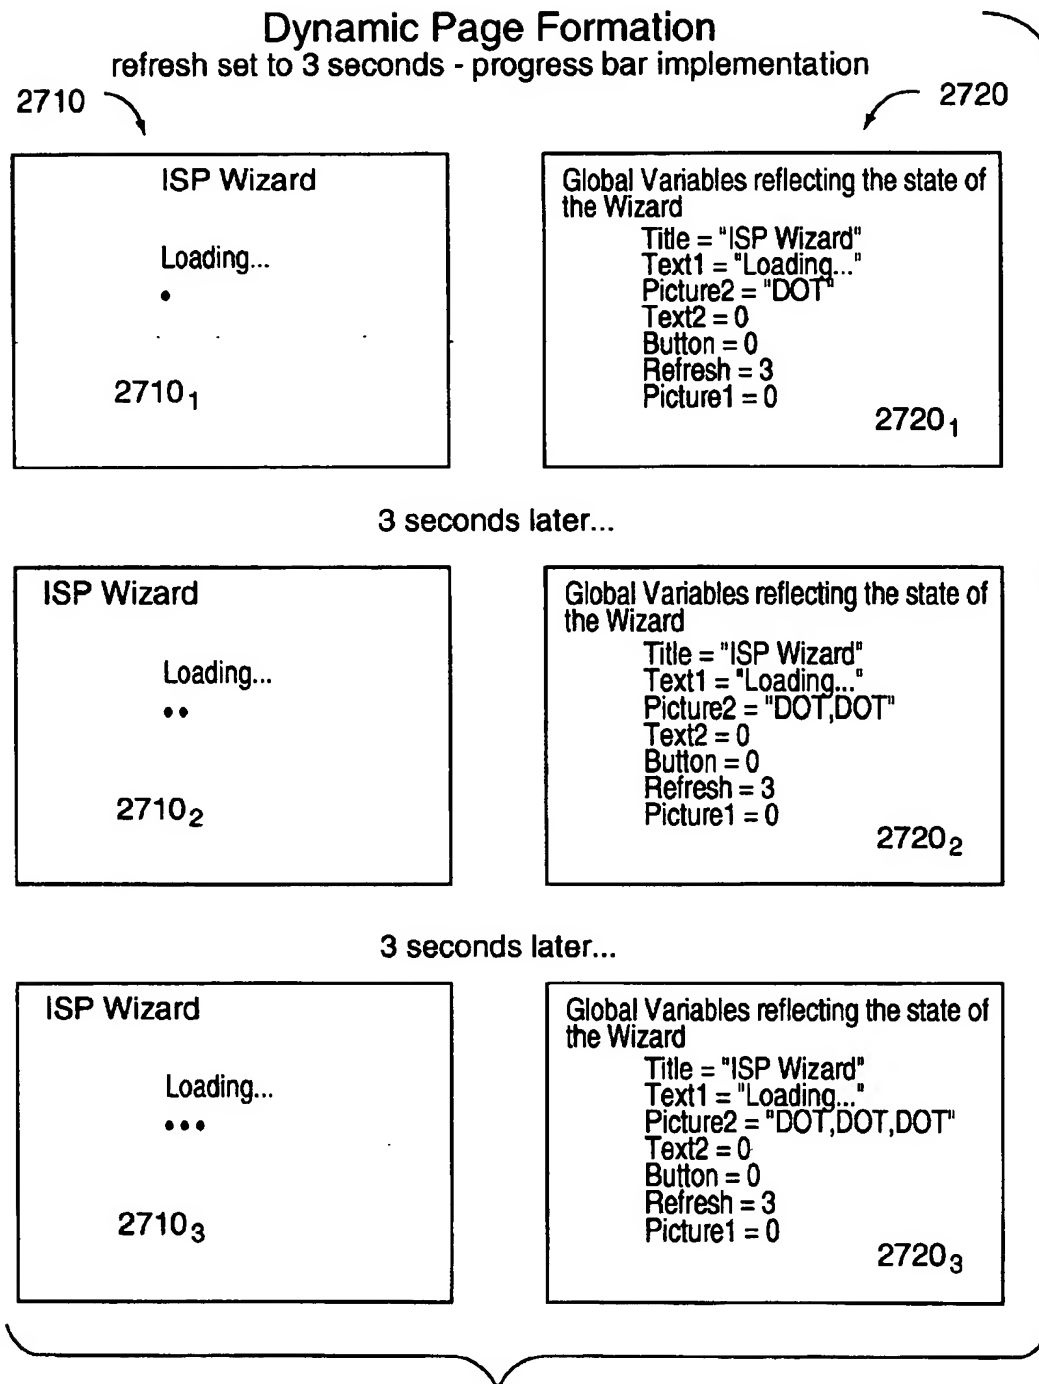 Dynamic Page Formation
refresh set to 3 seconds - progress bar implementation
2710
2720
ISP Wizard
Loading...
2710₁
Global Variables reflecting the state of
the Wizard
Title = "ISP Wizard"
Text1 = "Loading..."
Picture2 = "DOT"
Text2 = 0
Button = 0
Refresh = 3
Picture1 = 0
2720₁
3 seconds later...
ISP Wizard
Loading...
2710₂
Global Variables reflecting the state of
the Wizard
Title = "ISP Wizard"
Text1 = "Loading..."
Picture2 = "DOT,DOT"
Text2 = 0
Button = 0
Refresh = 3
Picture1 = 0
2720₂
3 seconds later...
ISP Wizard
Loading...
2710₃
Global Variables reflecting the state of
the Wizard
Title = "ISP Wizard"
Text1 = "Loading..."
Picture2 = "DOT,DOT,DOT"
Text2 = 0
Button = 0
Refresh = 3
Picture1 = 0
2720₃